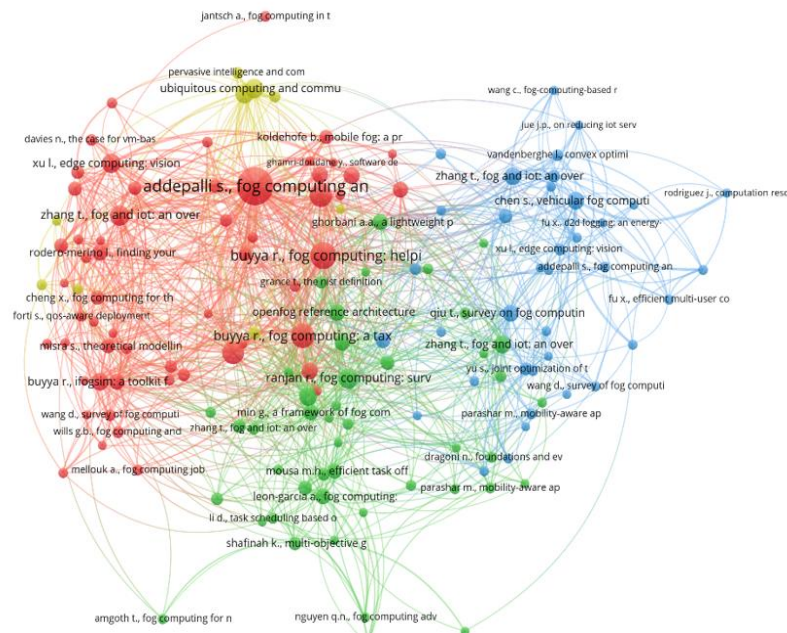 jantsch a., fog computing in t
pervasive intelligence and com
ubiquitous computing and commu
wang c., fog-computing-based r
jue j.p., on reducing iot serv
davies n., the case for vm-bas
koldehofe b., mobile fog: a pr
vandenberghe l., convex optimi
xu l., edge computing: vision
ghamri-doudane y., software de
zhang t., fog and iot: an over
addepalli s., fog computing an
rodriguez j., computation reso
chen s., vehicular fog computi
zhang t., fog and iot: an over
ghorbani a.a., a lightweight p
fu x., d2d fogging: an energy-
rodero-merino l., finding your
buyya r., fog computing: helpi
xu l., edge computing: vision
addepalli s., fog computing an
grance t., the nist definition
cheng x., fog computing for th
fu x., efficient multi-user co
forti s., qos-aware deployment
openfog reference architecture
qiu t., survey on fog computin
misra s., theoretical modellin
buyya r., fog computing: a tax
zhang t., fog and iot: an over
yu s., joint optimization of t
buyya r., ifogsim: a toolkit f
ranjan r., fog computing: surv
wang d., survey of fog computi
wang d., survey of fog computi
min g., a framework of fog com
parashar m., mobility-aware ap
wills g.b., fog computing and
zhang t., fog and iot: an over
dragoni n., foundations and ev
mellouk a., fog computing job
mousa m.h., efficient task off
parashar m., mobility-aware ap
leon-garcia a., fog computing:
li d., task scheduling based o
shafinah k., multi-objective g
amgoth t., fog computing for n
nguyen q.n., fog computing adv